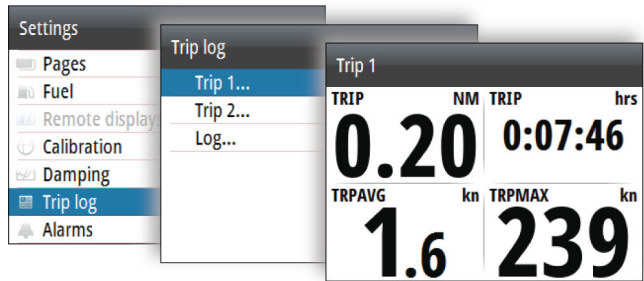 Settings
Pages
Fuel
Remote display
Calibration
Damping
Trip log
Alarms
Trip log
Trip 1...
Trip 2...
Log...
Trip 1
TRIP NM
0.20
TRIP hrs
0:07:46
TRPAVG kn
1.6
TRPMAX kn
239